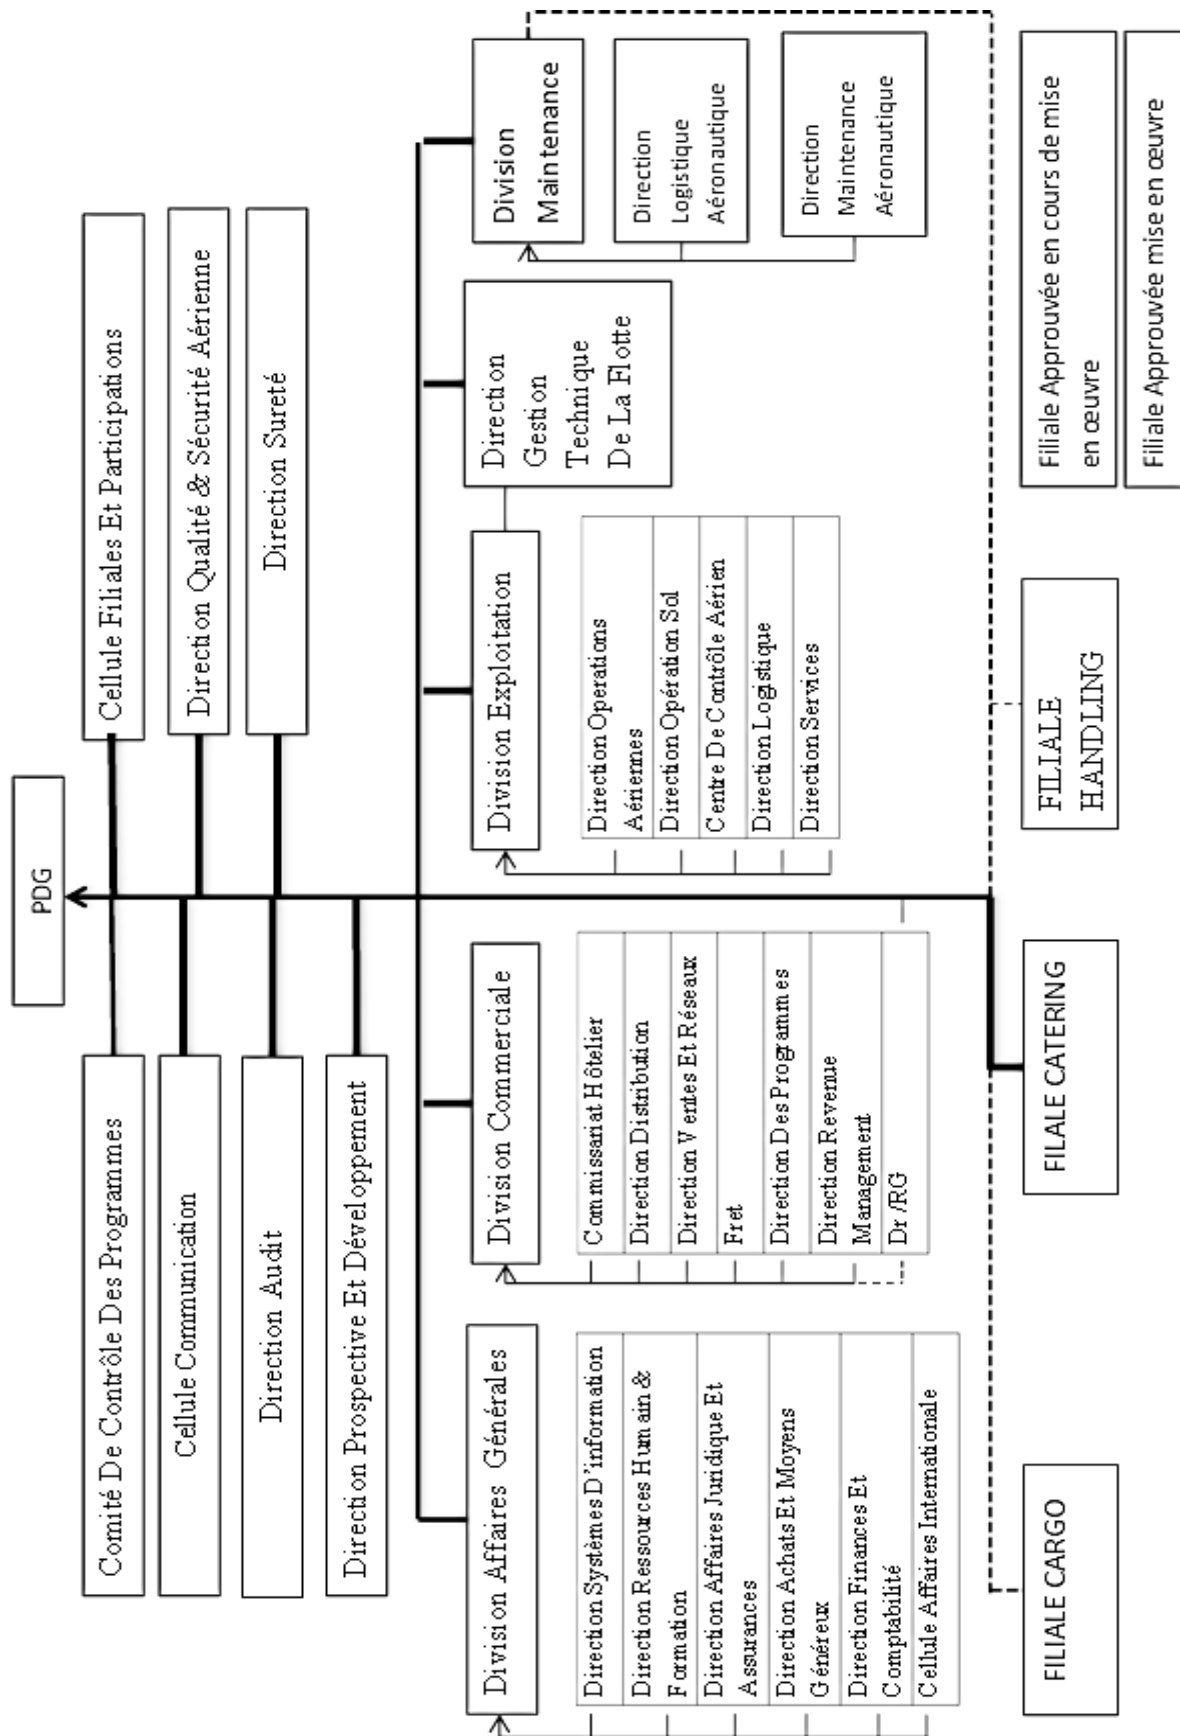 PDG
Comité De Contrôle Des Programmes
Cellule Filiales Et Participations
Cellule Communication
Direction Qualité & Sécurité Aérienne
Direction Audit
Direction Sureté
Direction Prospective Et Développement
Division Affaires Générales
Direction Systèmes D'information
Direction Ressources Humain &
Formation
Direction Affaires Juridique Et
Assurances
Direction Achats Et Moyens
Généreux
Direction Finances Et
Comptabilité
Cellule Affaires Internationale
Division Commerciale
Commissariat Hôtelier
Direction Distribution
Direction Ventes Et Réseaux
Fret
Direction Des Programmes
Direction Revenue
Management
Dr /RG
Division Exploitation
Direction Operations
Aériennes
Direction Opération Sol
Centre De Contrôle Aérien
Direction Logistique
Direction Services
Direction
Gestion
Technique
De La Flotte
Division
Maintenance
Direction
Logistique
Aéronautique
Direction
Maintenance
Aéronautique
FILIALE CARGO
FILALE CATERING
FILIALE
HANDLING
Filiale Approuvée en cours de mise
en œuvre
Filiale Approuvée mise en œuvre